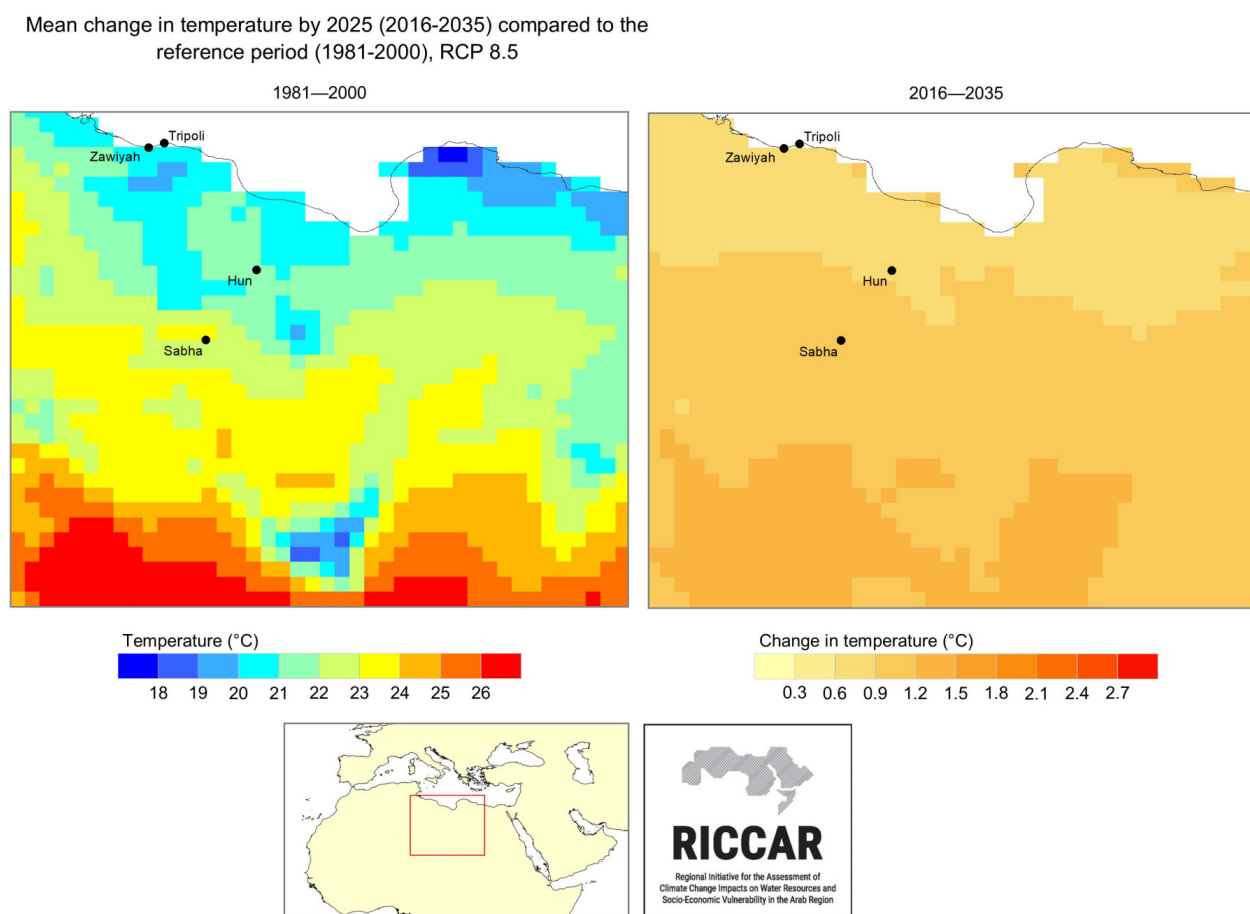 Mean change in temperature by 2025 (2016-2035) compared to the
reference period (1981-2000), RCP 8.5
1981—2000
2016—2035
Tripoli
Zawiyah
Hun
Sabha
Tripoli
Zawiyah
Hun
Sabha
Temperature (°C)
18 19 20 21 22 23 24 25 26
Change in temperature (°C)
0.3 0.6 0.9 1.2 1.5 1.8 2.1 2.4 2.7
RICCAR
Regional Initiative for the Assessment of
Climate Change Impacts on Water Resources and
Socio-Economic Vulnerability in the Arab Region